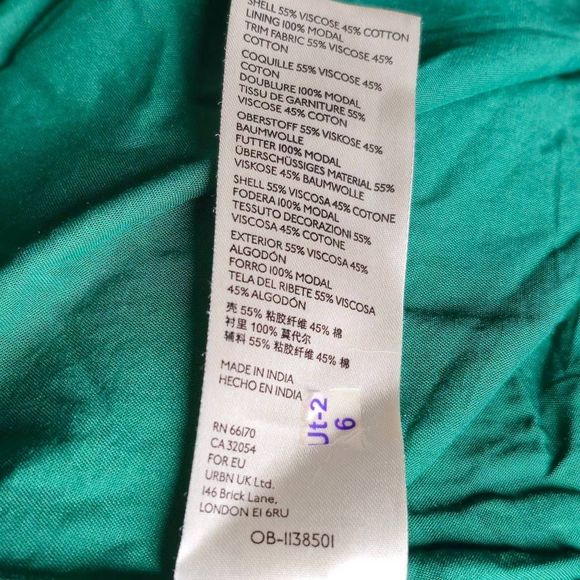 SHELL 55% VISCOSE 45% COTTON
LINING 100% MODAL
TRIM FABRIC 55% VISCOSE 45%
COTTON
COQUILLE 55% VISCOSE 45%
COTON
DOUBLURE 100% MODAL
TISSU DE GARNITURE 55%
VISCOSE 45% COTON
OBERSTOFF 55% VISKOSE 45%
BAUMWOLLE
FUTTER 100% MODAL
ÜBERSCHÜSSIGES MATERIAL 55%
VISKOSE 45% BAUMWOLLE
SHELL 55% VISCOSA 45% COTONE
FODERA 100% MODAL
TESSUTO DECORAZIONI 55%
VISCOSA 45% COTONE
EXTERIOR 55% VISCOSA 45%
ALGODÓN
FORRO 100% MODAL
TELA DEL RIBETE 55% VISCOSA
45% ALGODÓN
壳 55% 粘胶纤维 45% 棉
衬里 100% 莫代尔
辅料 55% 粘胶纤维 45% 棉
MADE IN INDIA
HECHO EN INDIA
Jt-2
6
RN 66170
CA 32054
FOR EU
URBN UK Ltd.
146 Brick Lane,
LONDON E1 6RU
OB-1138501